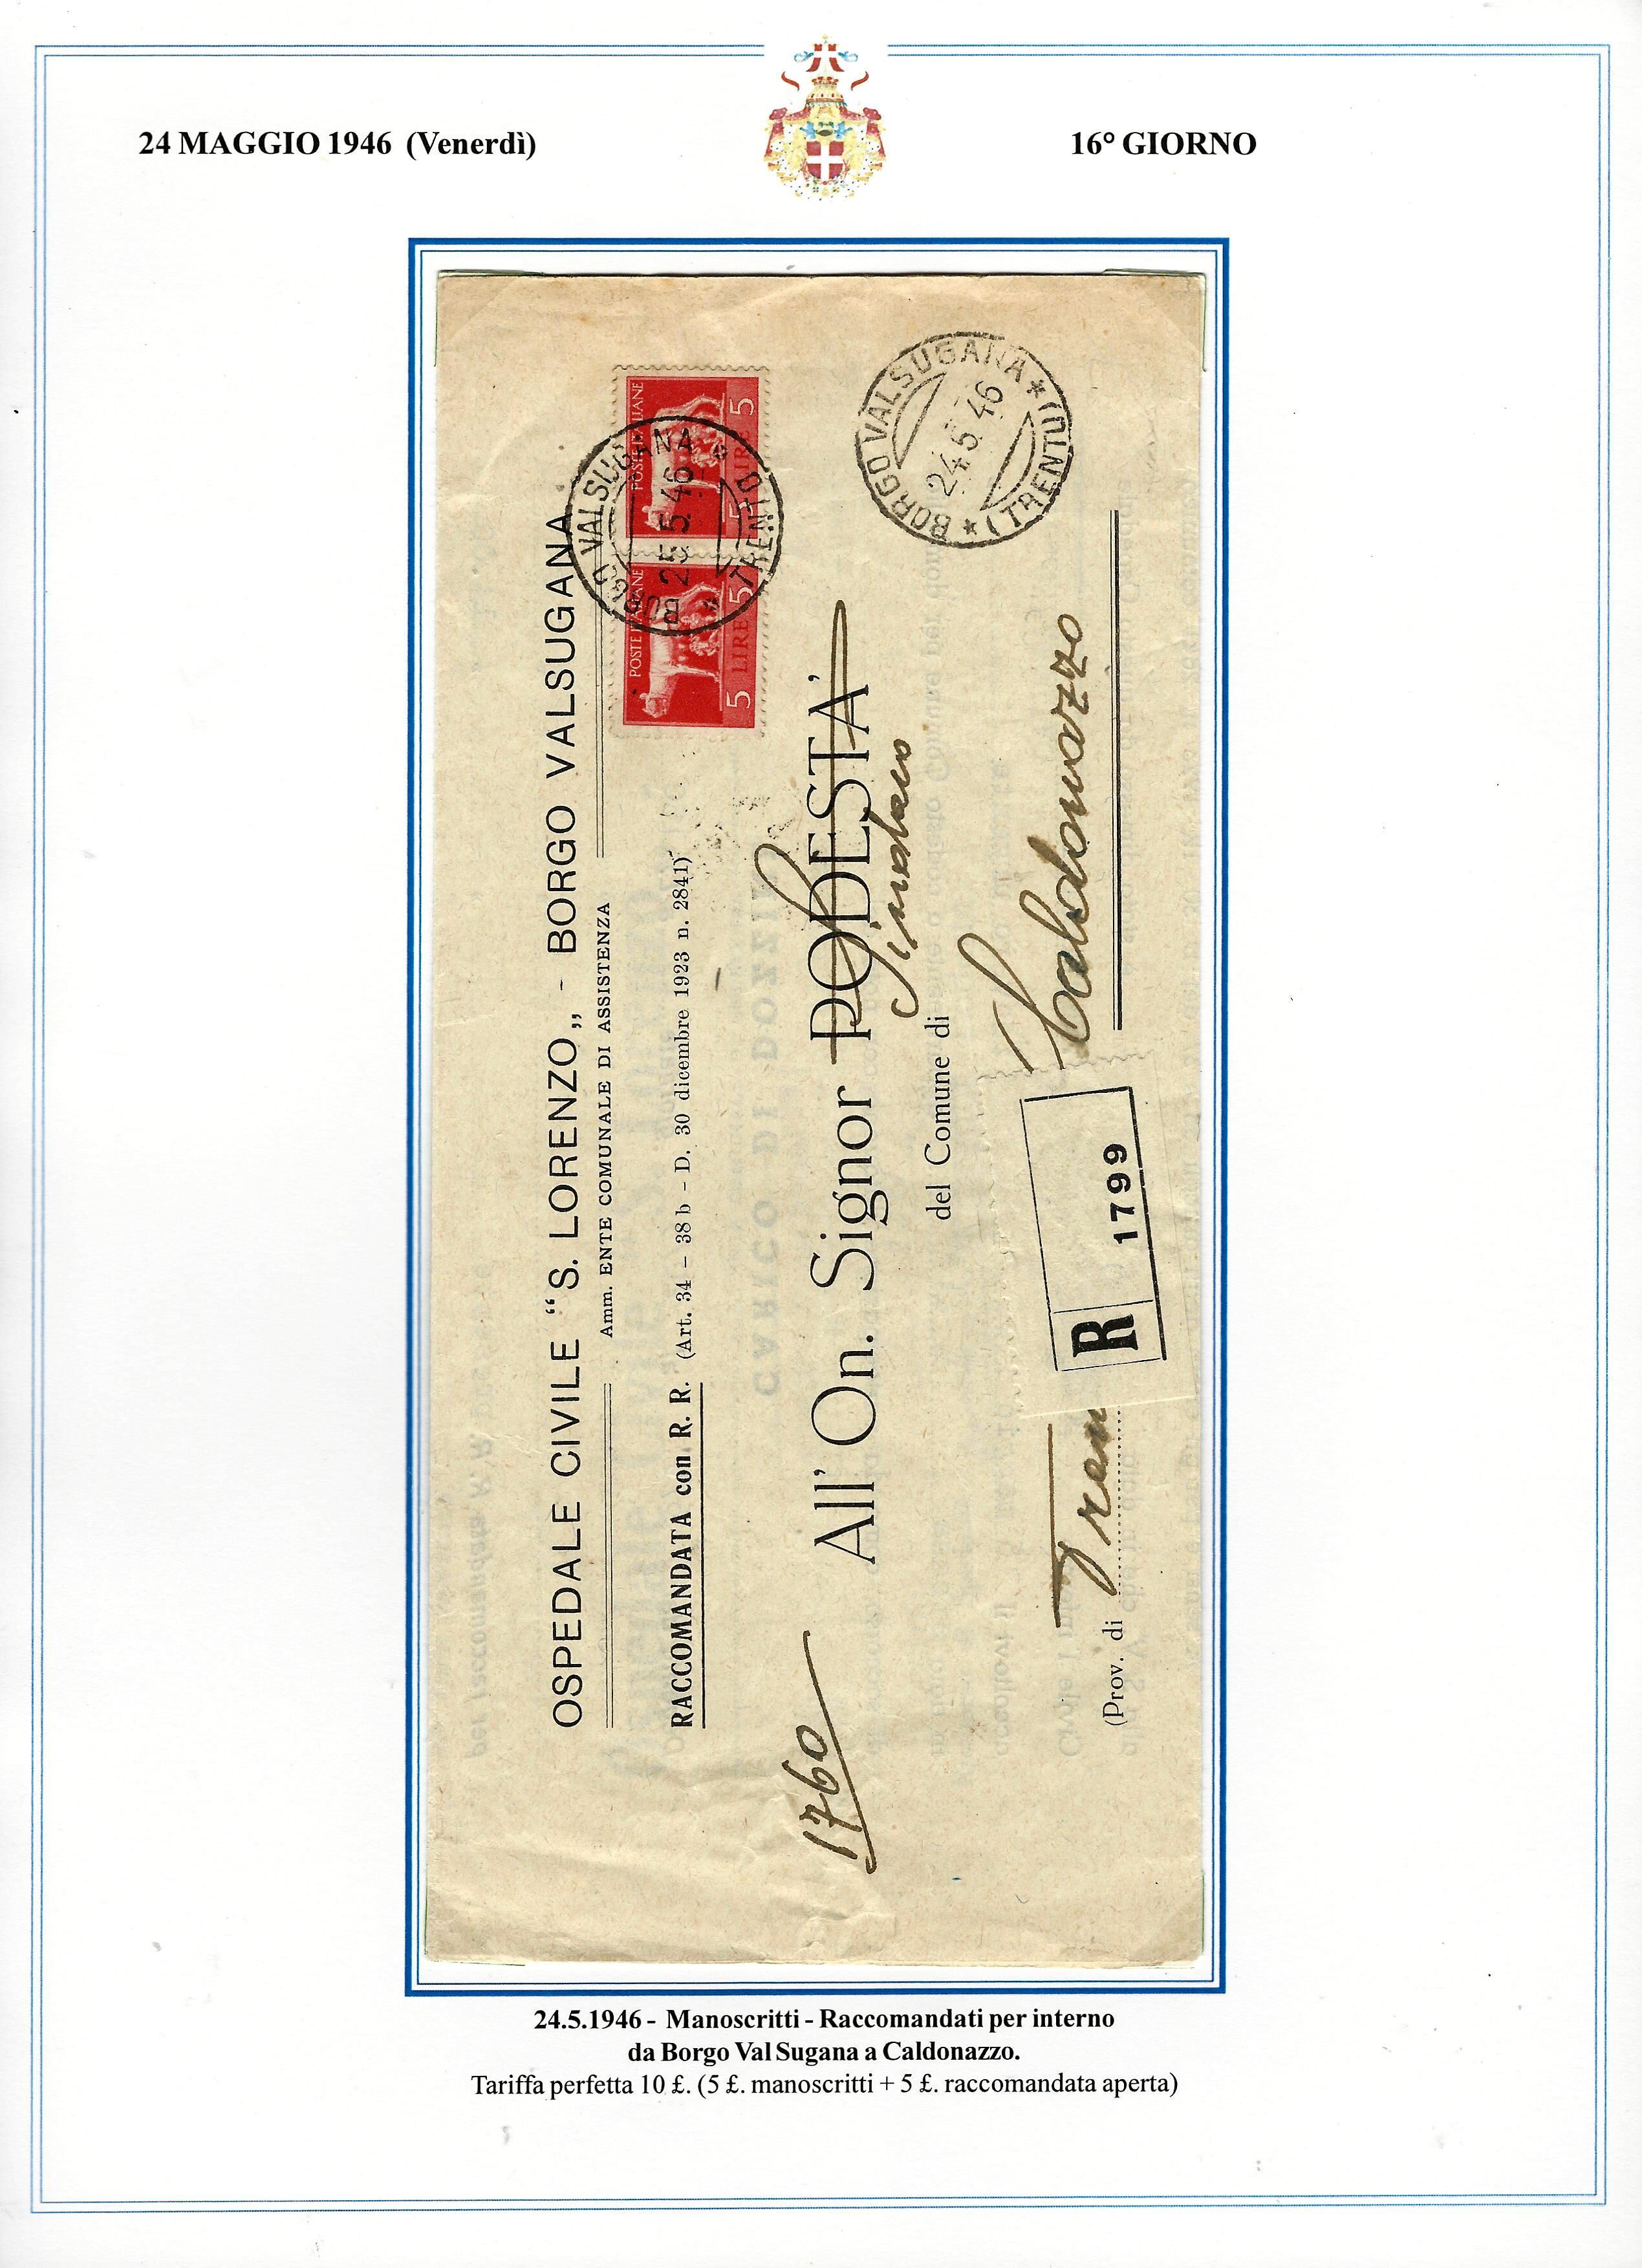 24 MAGGIO 1946 (Venerdì)
16° GIORNO
OSPEDALE CIVILE "S. LORENZO„ - BORGO VALSUGANA
Amm. ENTE COMUNALE DI ASSISTENZA
RACCOMANDATA con R. R. (Art. 34 - 38 b - D. 30 dicembre 1923 n. 2841)
POSTE ITALIANE
5 LIRE 5
POSTE ITALIANE
5 LIRE 5
BORGO VALSUGANA
25.5.46
* (TRENTO) *
BORGO VALSUGANA
24.5.46
* (TRENTO) *
1760
All' On. Signor PODESTA'
Sindaco
del Comune di
Caldonazzo
R 1799
(Prov. di Tren
24.5.1946 - Manoscritti - Raccomandati per interno
da Borgo Val Sugana a Caldonazzo.
Tariffa perfetta 10 £. (5 £. manoscritti + 5 £. raccomandata aperta)